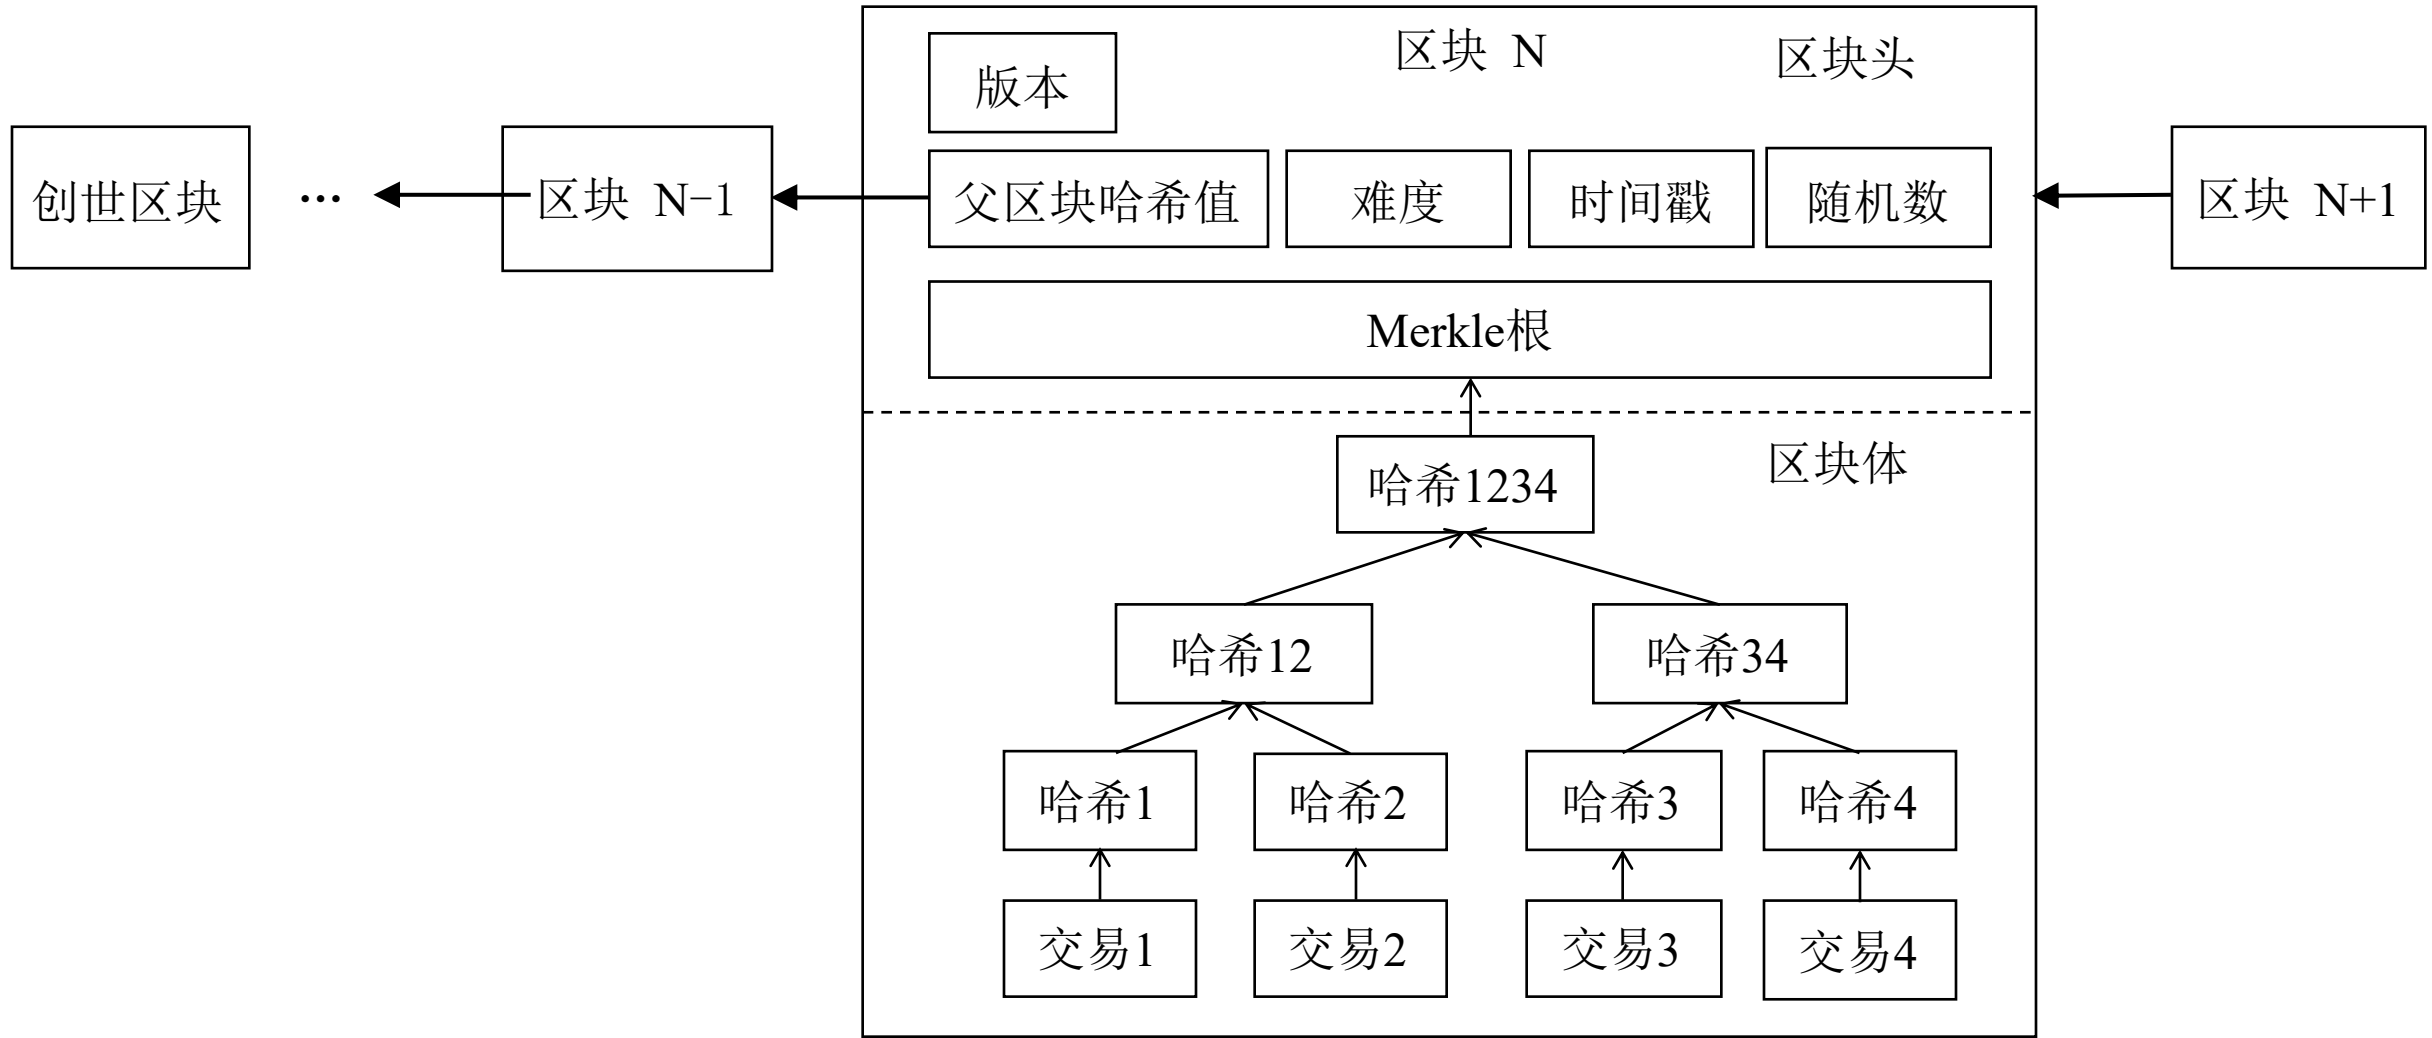 区块 N
区块头
版本
创世区块
...
区块 N-1
父区块哈希值
难度
时间戳
随机数
区块 N+1
Merkle根
区块体
哈希1234
哈希12
哈希34
哈希1
哈希2
哈希3
哈希4
交易1
交易2
交易3
交易4